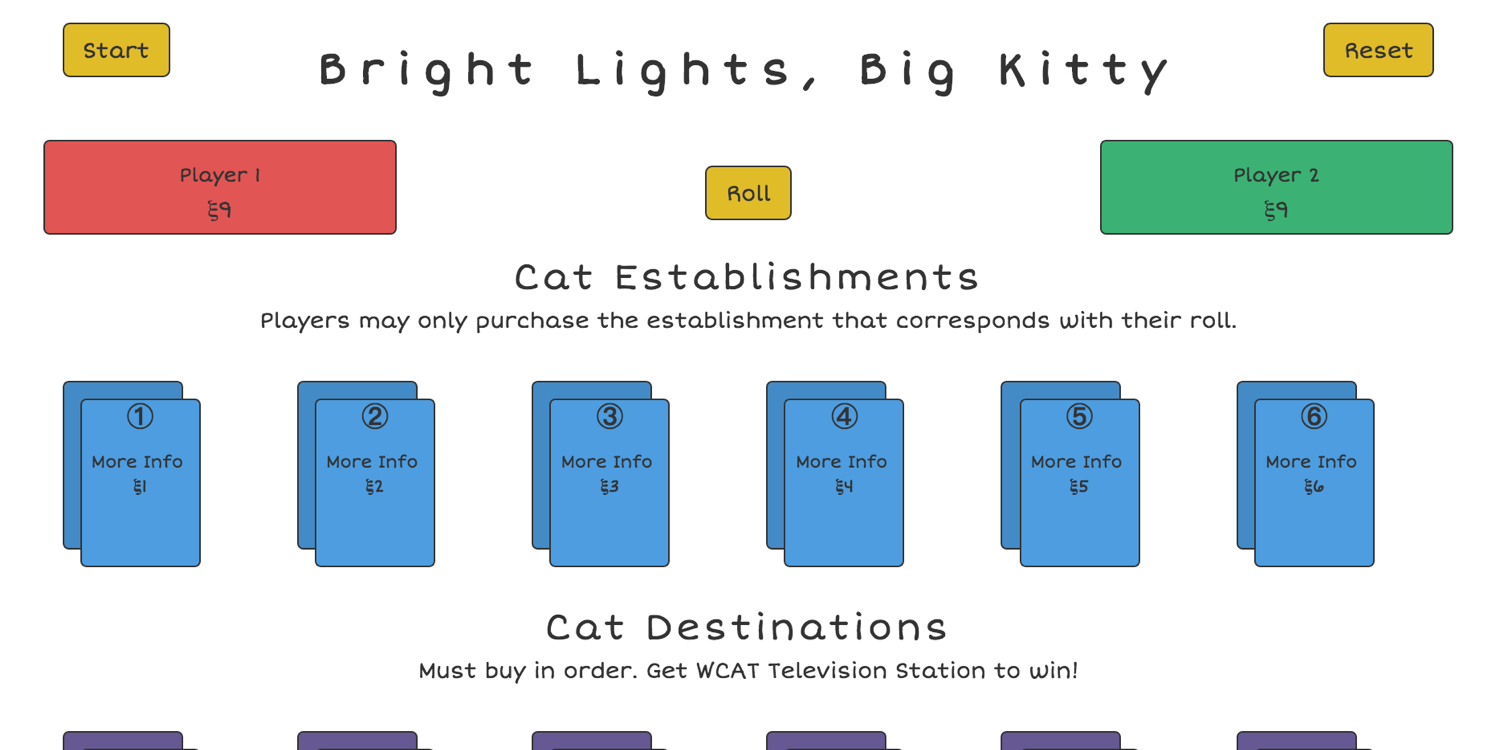 Start
Bright Lights, Big Kitty
Reset
Player 1
ξ9
Roll
Player 2
ξ9
Cat Establishments
Players may only purchase the establishment that corresponds with their roll.
①
More Info
ξ1
②
More Info
ξ2
③
More Info
ξ3
④
More Info
ξ4
⑤
More Info
ξ5
⑥
More Info
ξ6
Cat Destinations
Must buy in order. Get WCAT Television Station to win!